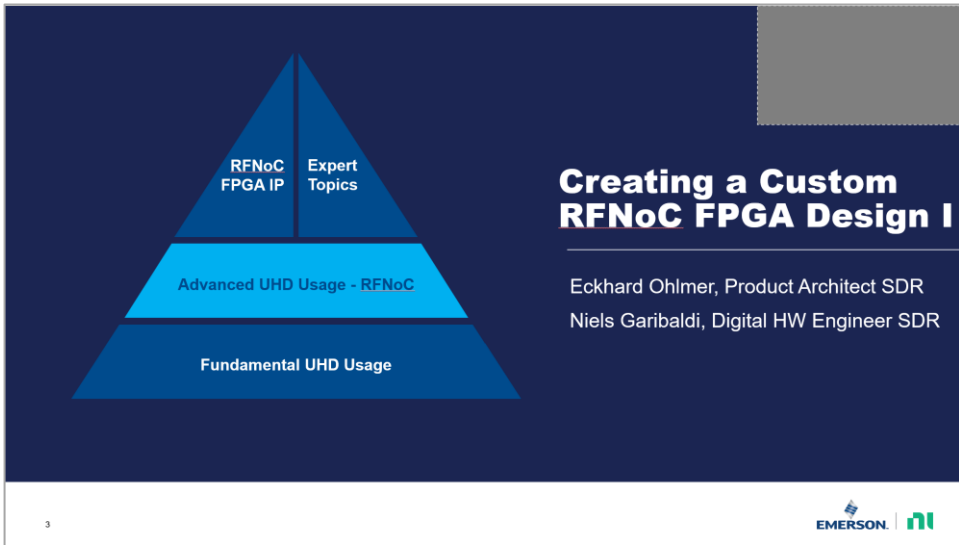 RFNoC
FPGA IP
Expert
Topics
Advanced UHD Usage - RFNoC
Fundamental UHD Usage
Creating a Custom
RFNoC FPGA Design I
Eckhard Ohlmer, Product Architect SDR
Niels Garibaldi, Digital HW Engineer SDR
3
EMERSON.
ni